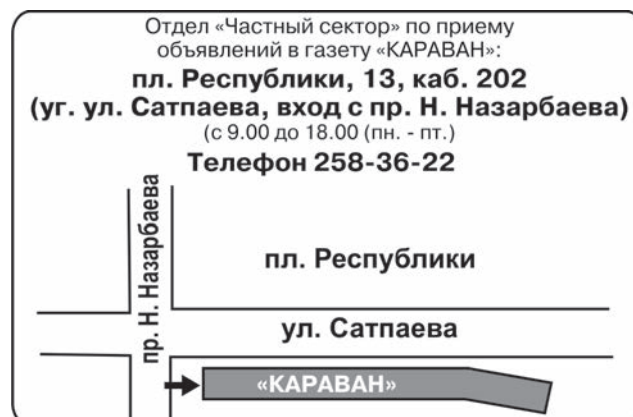 Отдел «Частный сектор» по приему
объявлений в газету «КАРАВАН»:
пл. Республики, 13, каб. 202
(уг. ул. Сатпаева, вход с пр. Н. Назарбаева)
(с 9.00 до 18.00 (пн. - пт.)
Телефон 258-36-22
пр. Н. Назарбаева
пл. Республики
ул. Сатпаева
«КАРАВАН»